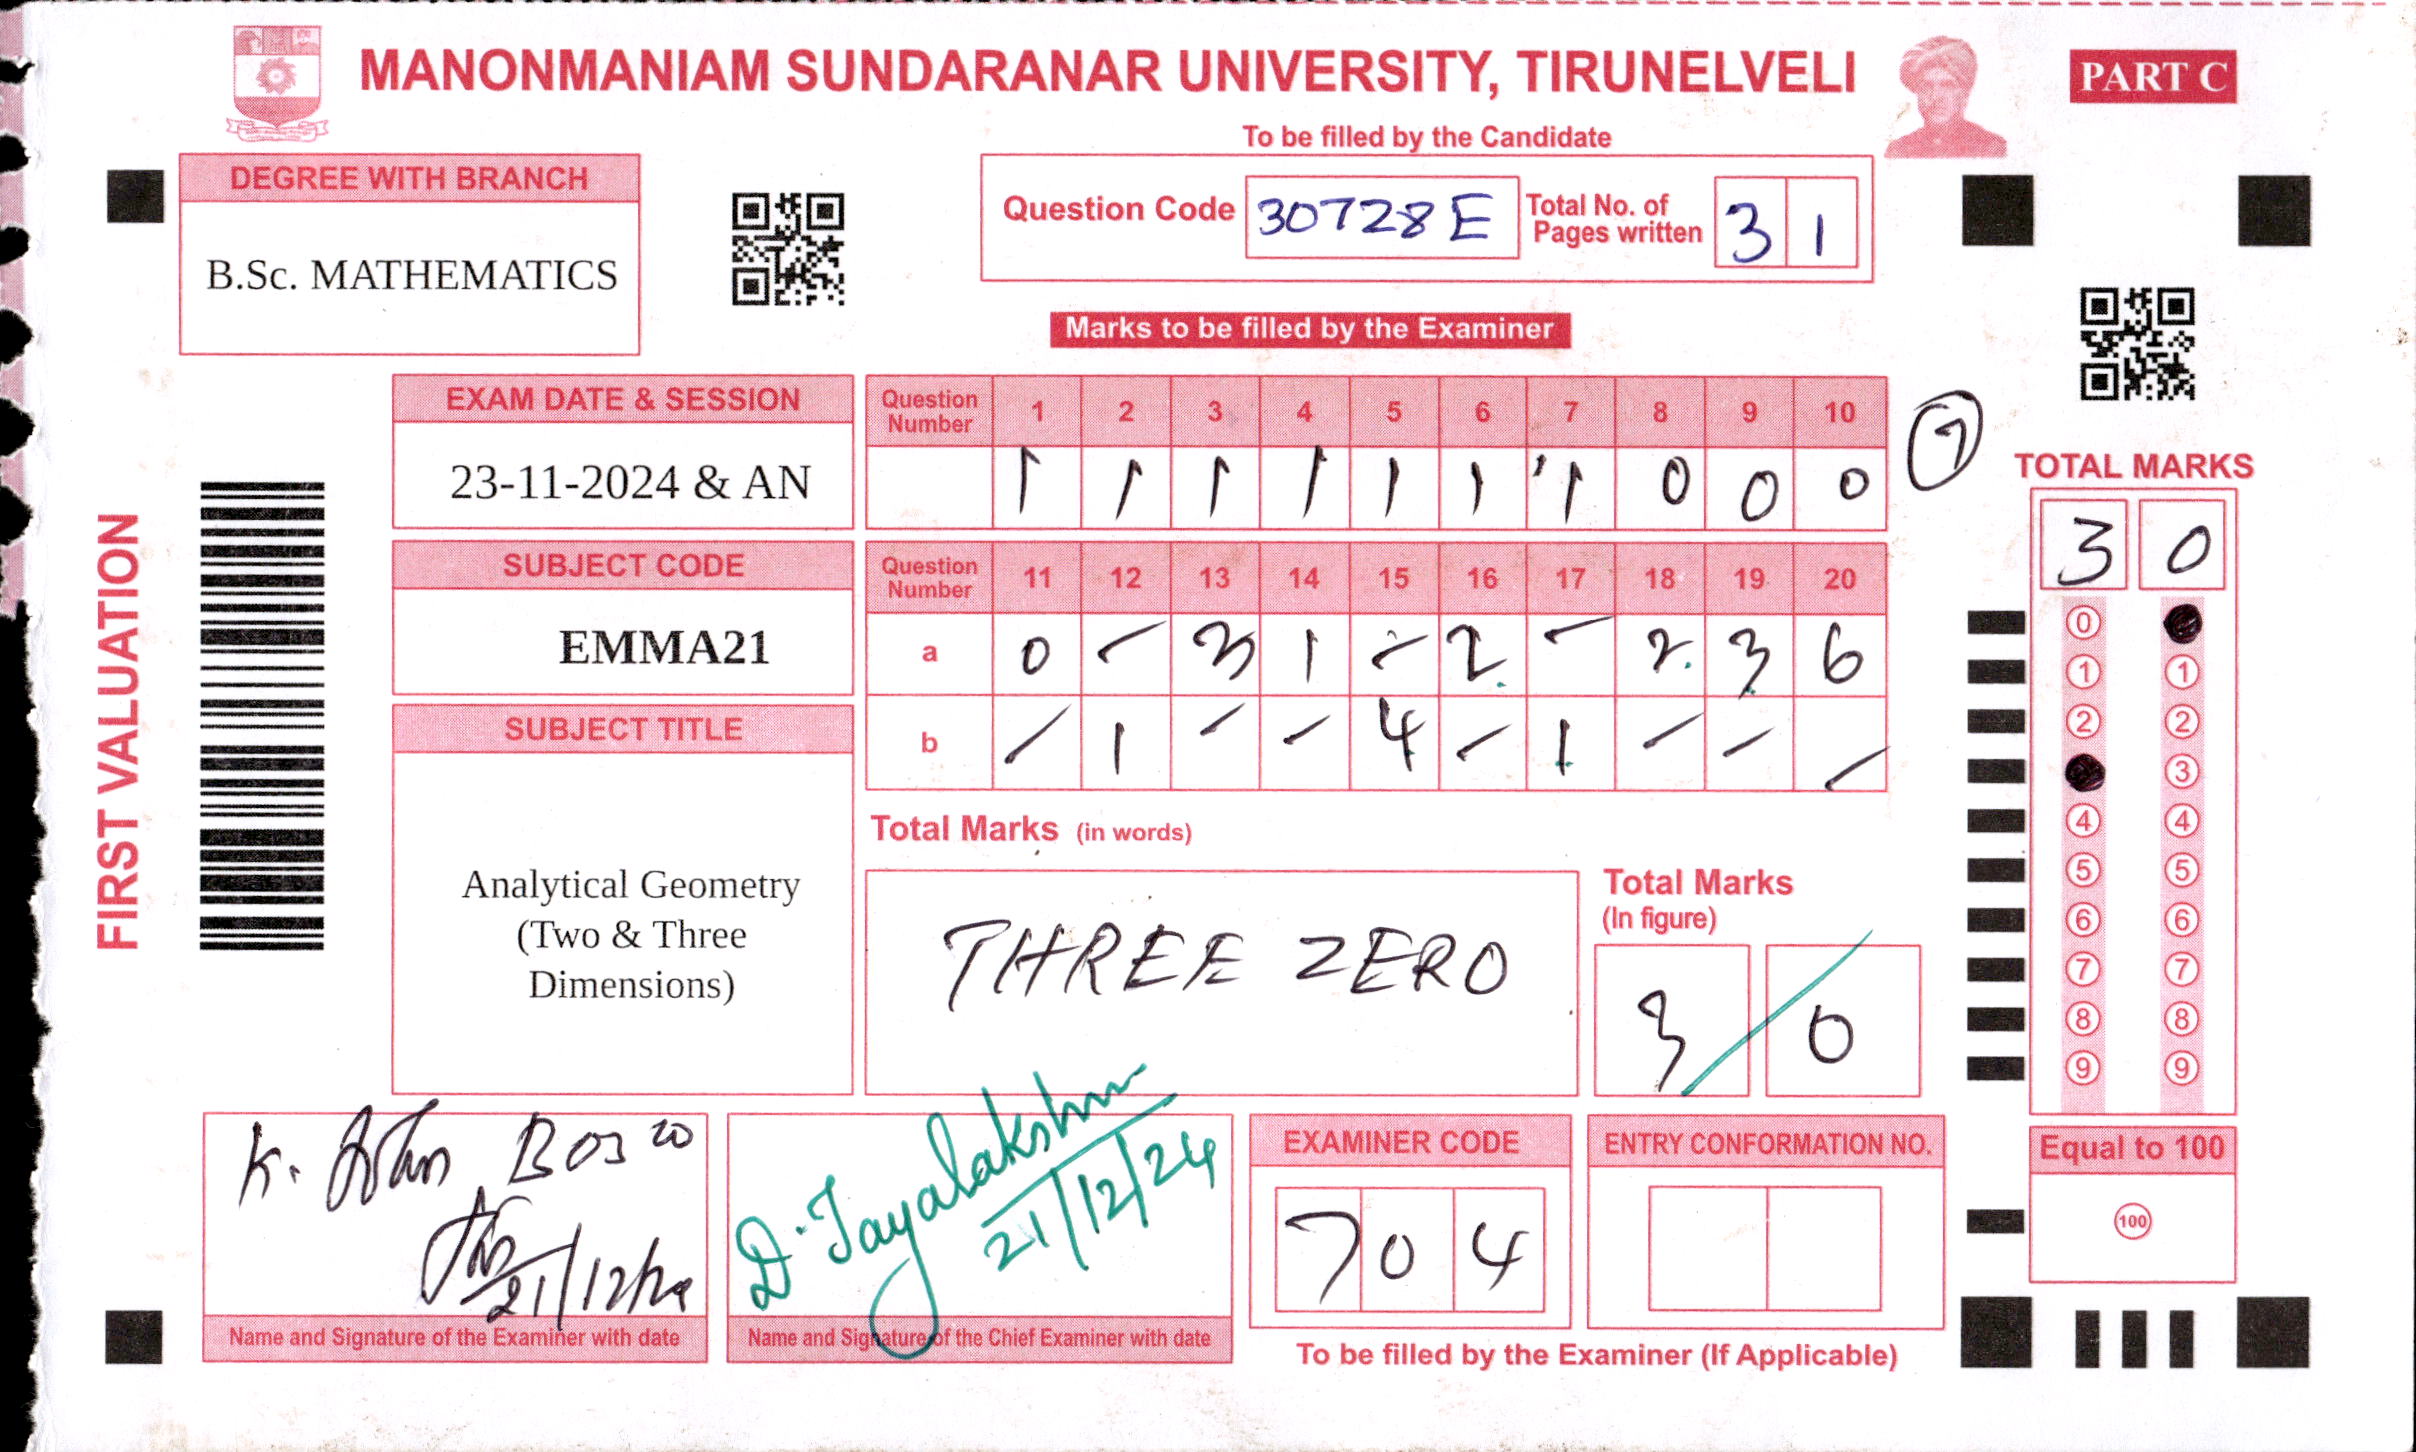 MANONMANIAM SUNDARANAR UNIVERSITY, TIRUNELVELI
PART C
To be filled by the Candidate
DEGREE WITH BRANCH
B.Sc. MATHEMATICS
Question Code 30728E Total No. of Pages written 3 1
Marks to be filled by the Examiner
FIRST VALUATION
EXAM DATE & SESSION
23-11-2024 & AN
SUBJECT CODE
EMMA21
SUBJECT TITLE
Analytical Geometry
(Two & Three
Dimensions)
Question Number 1 2 3 4 5 6 7 8 9 10
1 1 1 1 1 1 1 0 0 0
7
Question Number 11 12 13 14 15 16 17 18 19 20
a 0 - 3 1 - 2 - 2. 3 6
b - 1 - - 4 - 1 - - -
Total Marks (in words)
THREE ZERO
Total Marks
(In figure)
3 0
TOTAL MARKS
3 0
0
1 1
2 2
3
4 4
5 5
6 6
7 7
8 8
9 9
Equal to 100
100
K. John Bosco
21/12/24
Name and Signature of the Examiner with date
D. Jayalakshmi
21/12/24
Name and Signature of the Chief Examiner with date
EXAMINER CODE
7 0 4
ENTRY CONFORMATION NO.
To be filled by the Examiner (If Applicable)